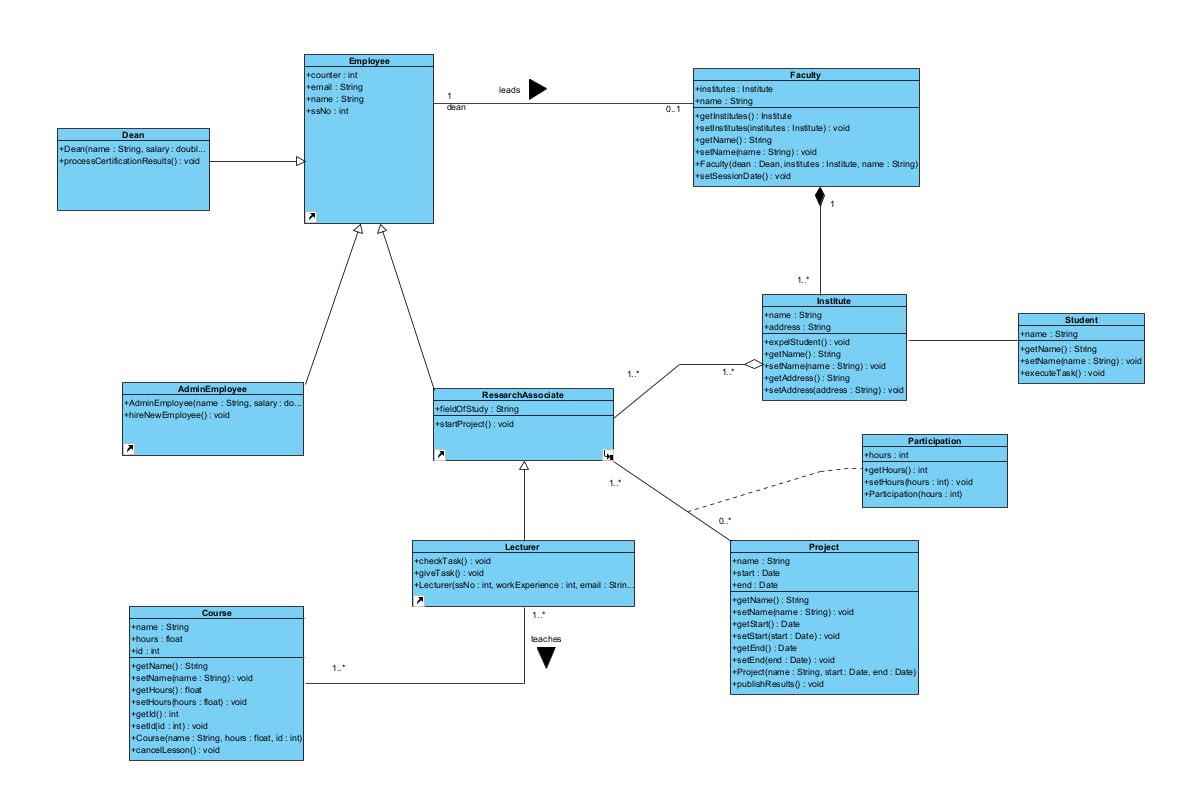 Employee
+counter : int
+email : String
+name : String
+ssNo : int
1
dean
leads
0..1
Faculty
+institutes : Institute
+name : String
+getInstitutes() : Institute
+setInstitutes(institutes : Institute) : void
+getName() : String
+setName(name : String) : void
+Faculty(dean : Dean, institutes : Institute, name : String)
+setSessionDate() : void
Dean
+Dean(name : String, salary : doubl...
+processCertificationResults() : void
1
1..*
Institute
+name : String
+address : String
+expelStudent() : void
+getName() : String
+setName(name : String) : void
+getAddress() : String
+setAddress(address : String) : void
Student
+name : String
+getName() : String
+setName(name : String) : void
+executeTask() : void
1..*
1..*
AdminEmployee
+AdminEmployee(name : String, salary : do...
+hireNewEmployee() : void
ResearchAssociate
+fieldOfStudy : String
+startProject() : void
Participation
+hours : int
+getHours() : int
+setHours(hours : int) : void
+Participation(hours : int)
1..*
0..*
Lecturer
+checkTask() : void
+giveTask() : void
+Lecturer(ssNo : int, workExperience : int, email : Strin...
Project
+name : String
+start : Date
+end : Date
+getName() : String
+setName(name : String) : void
+getStart() : Date
+setStart(start : Date) : void
+getEnd() : Date
+setEnd(end : Date) : void
+Project(name : String, start : Date, end : Date)
+publishResults() : void
1..*
teaches
1..*
Course
+name : String
+hours : float
+id : int
+getName() : String
+setName(name : String) : void
+getHours() : float
+setHours(hours : float) : void
+getId() : int
+setId(id : int) : void
+Course(name : String, hours : float, id : int)
+cancelLesson() : void